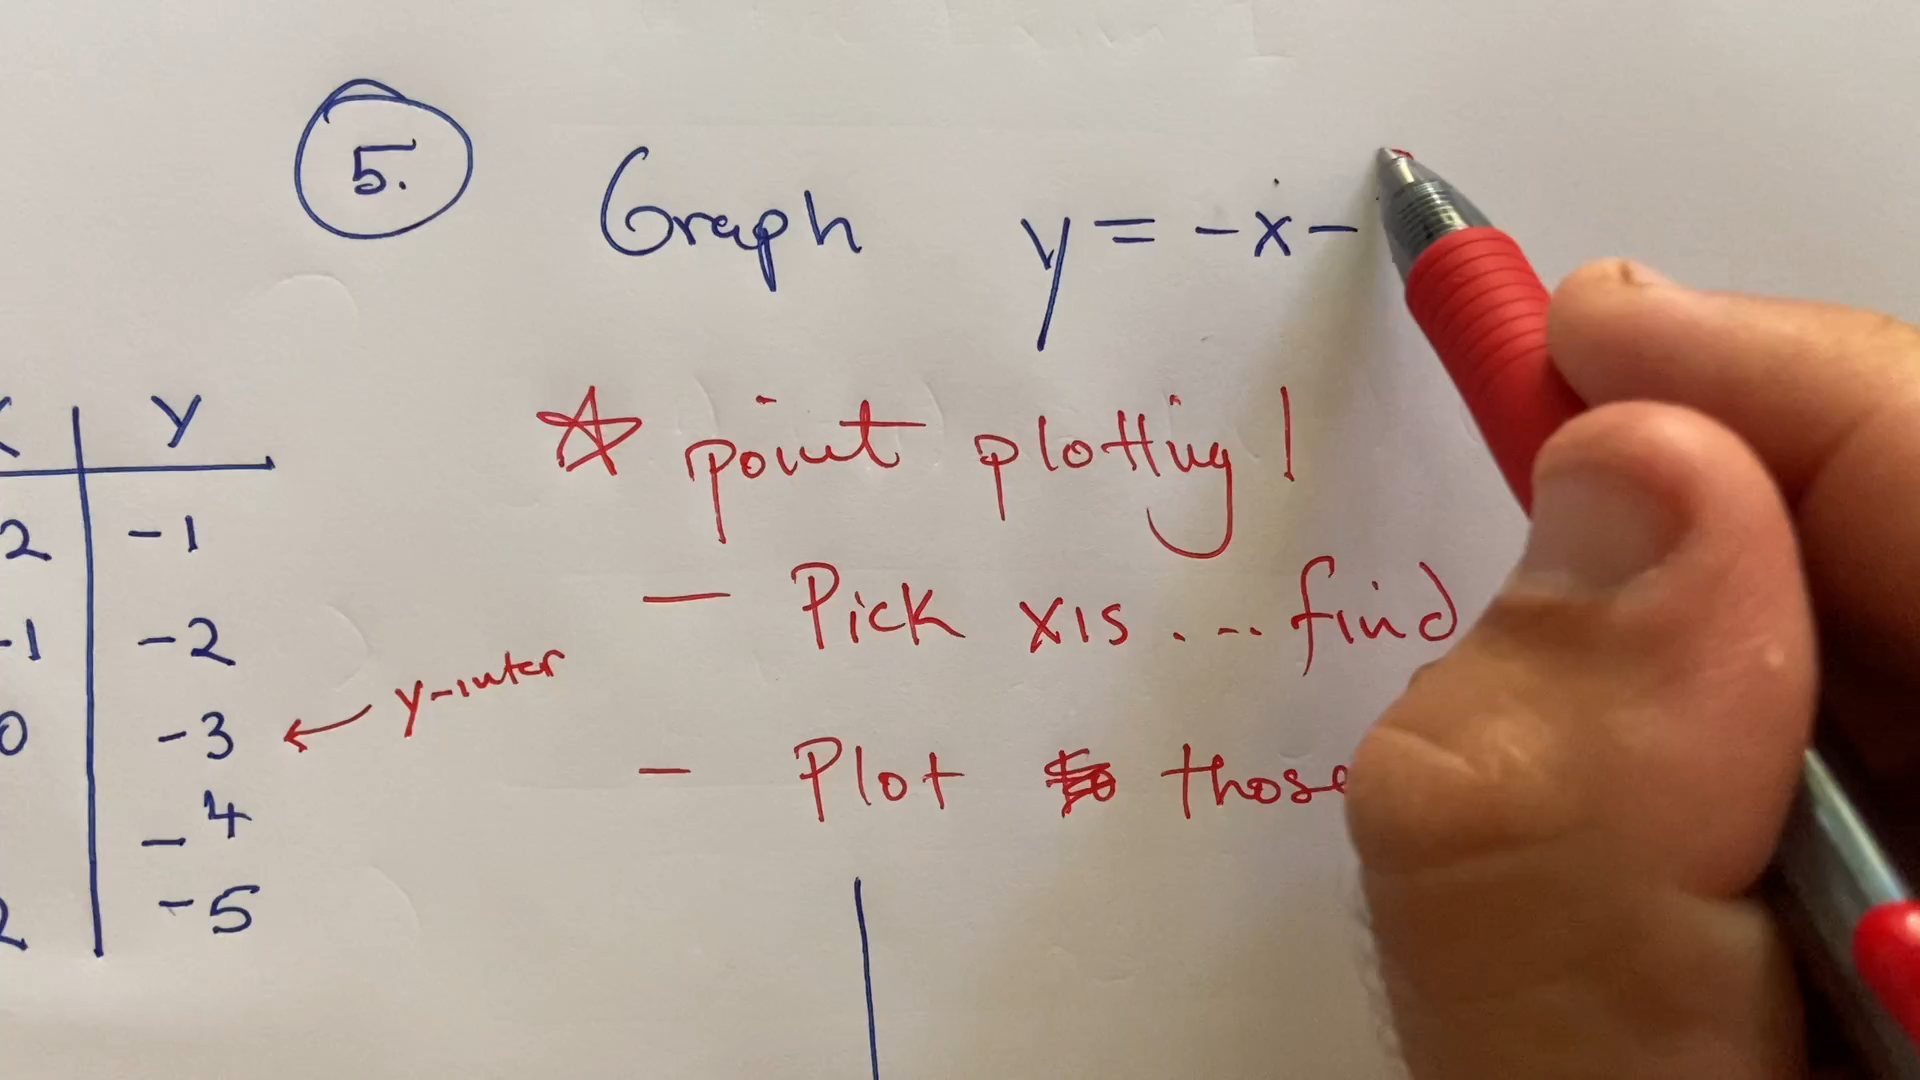 5.
Graph y = -x -
☆ point plotting!
- Pick x's ... find
- Plot those
X | Y
2 | -1
-1 | -2
0 | -3 ← y-inter
-4
2 | -5